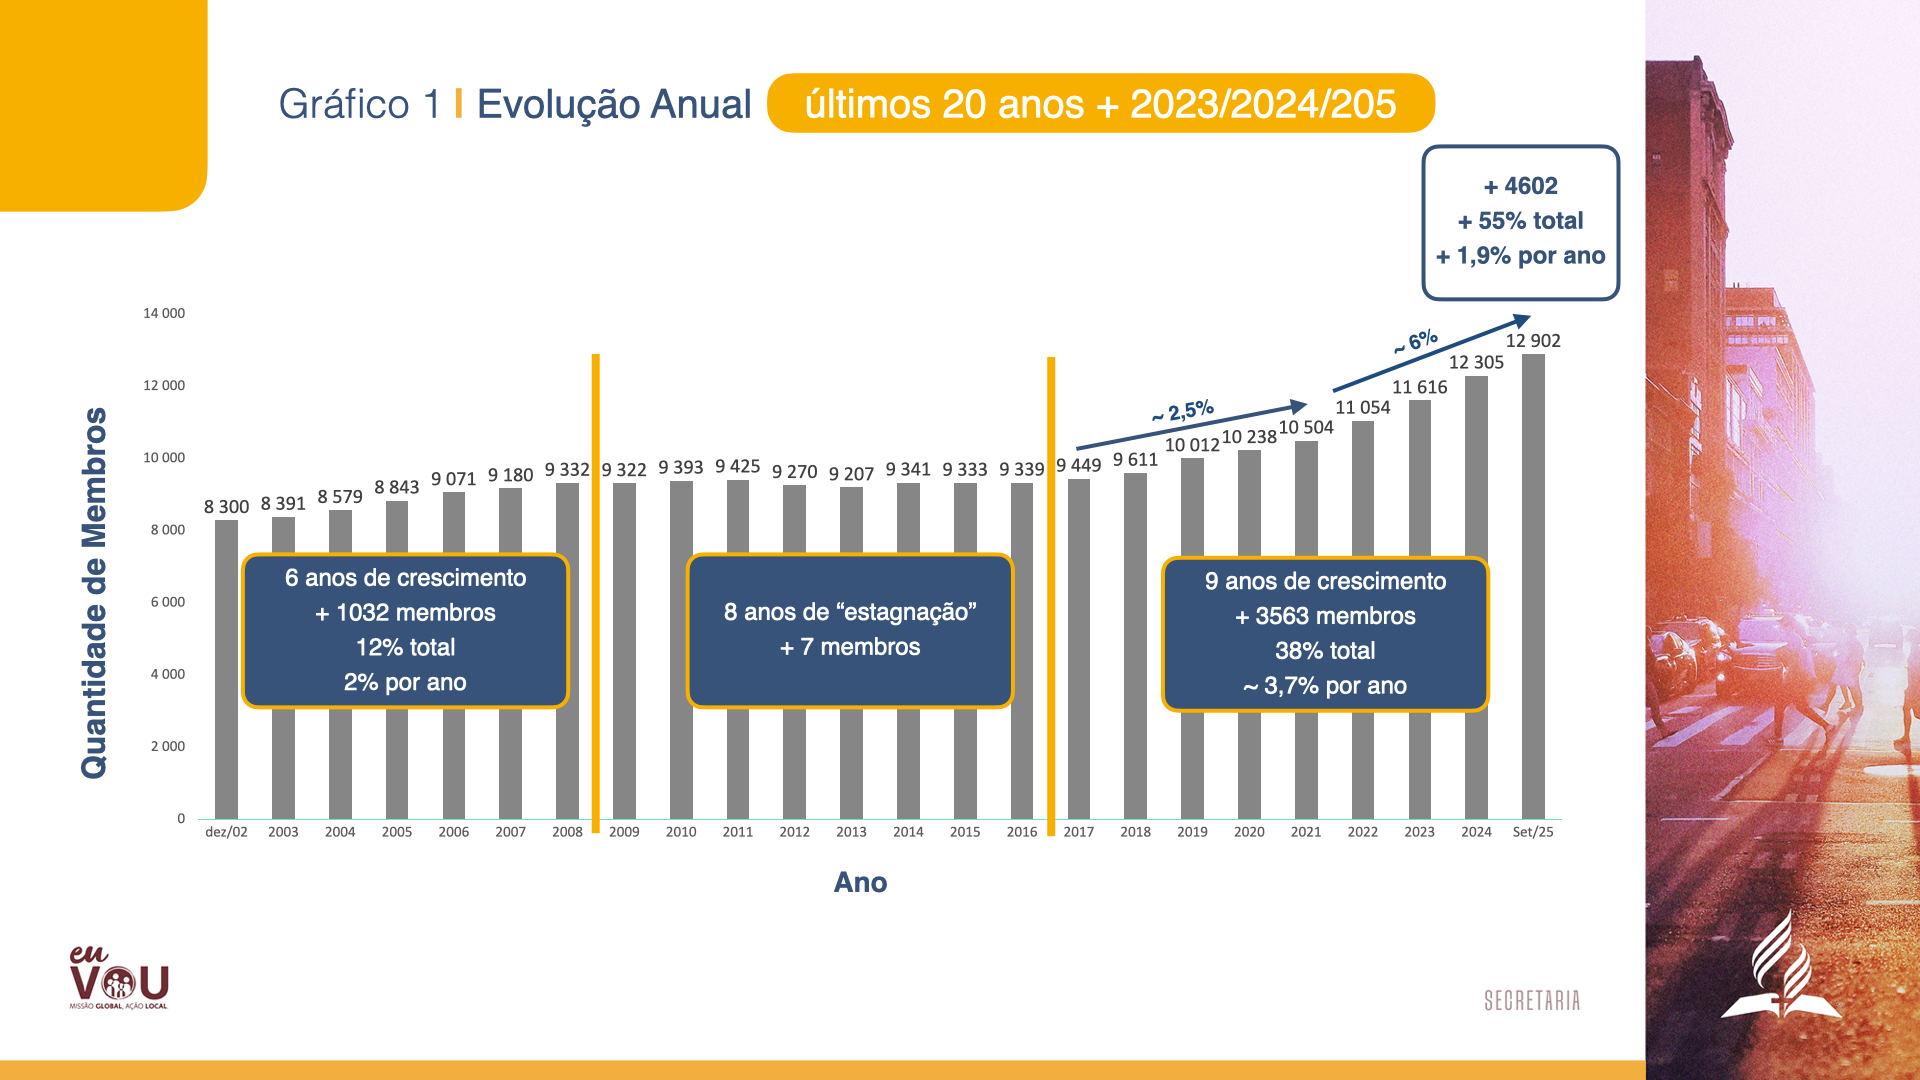 Gráfico 1 | Evolução Anual últimos 20 anos + 2023/2024/205
+ 4602
+ 55% total
+ 1,9% por ano
~ 6%
~ 2,5%
Quantidade de Membros
14 000
12 000
10 000
8 000
6 000
4 000
2 000
0
8 300 8 391 8 579 8 843 9 071 9 180 9 332 9 322 9 393 9 425 9 270 9 207 9 341 9 333 9 339 9 449 9 611 10 012 10 238 10 504 11 054 11 616 12 305 12 902
6 anos de crescimento
+ 1032 membros
12% total
2% por ano
8 anos de “estagnação”
+ 7 membros
9 anos de crescimento
+ 3563 membros
38% total
~ 3,7% por ano
dez/02 2003 2004 2005 2006 2007 2008 2009 2010 2011 2012 2013 2014 2015 2016 2017 2018 2019 2020 2021 2022 2023 2024 Set/25
Ano
eu
VOU
MISSÃO GLOBAL, AÇÃO LOCAL
SECRETARIA